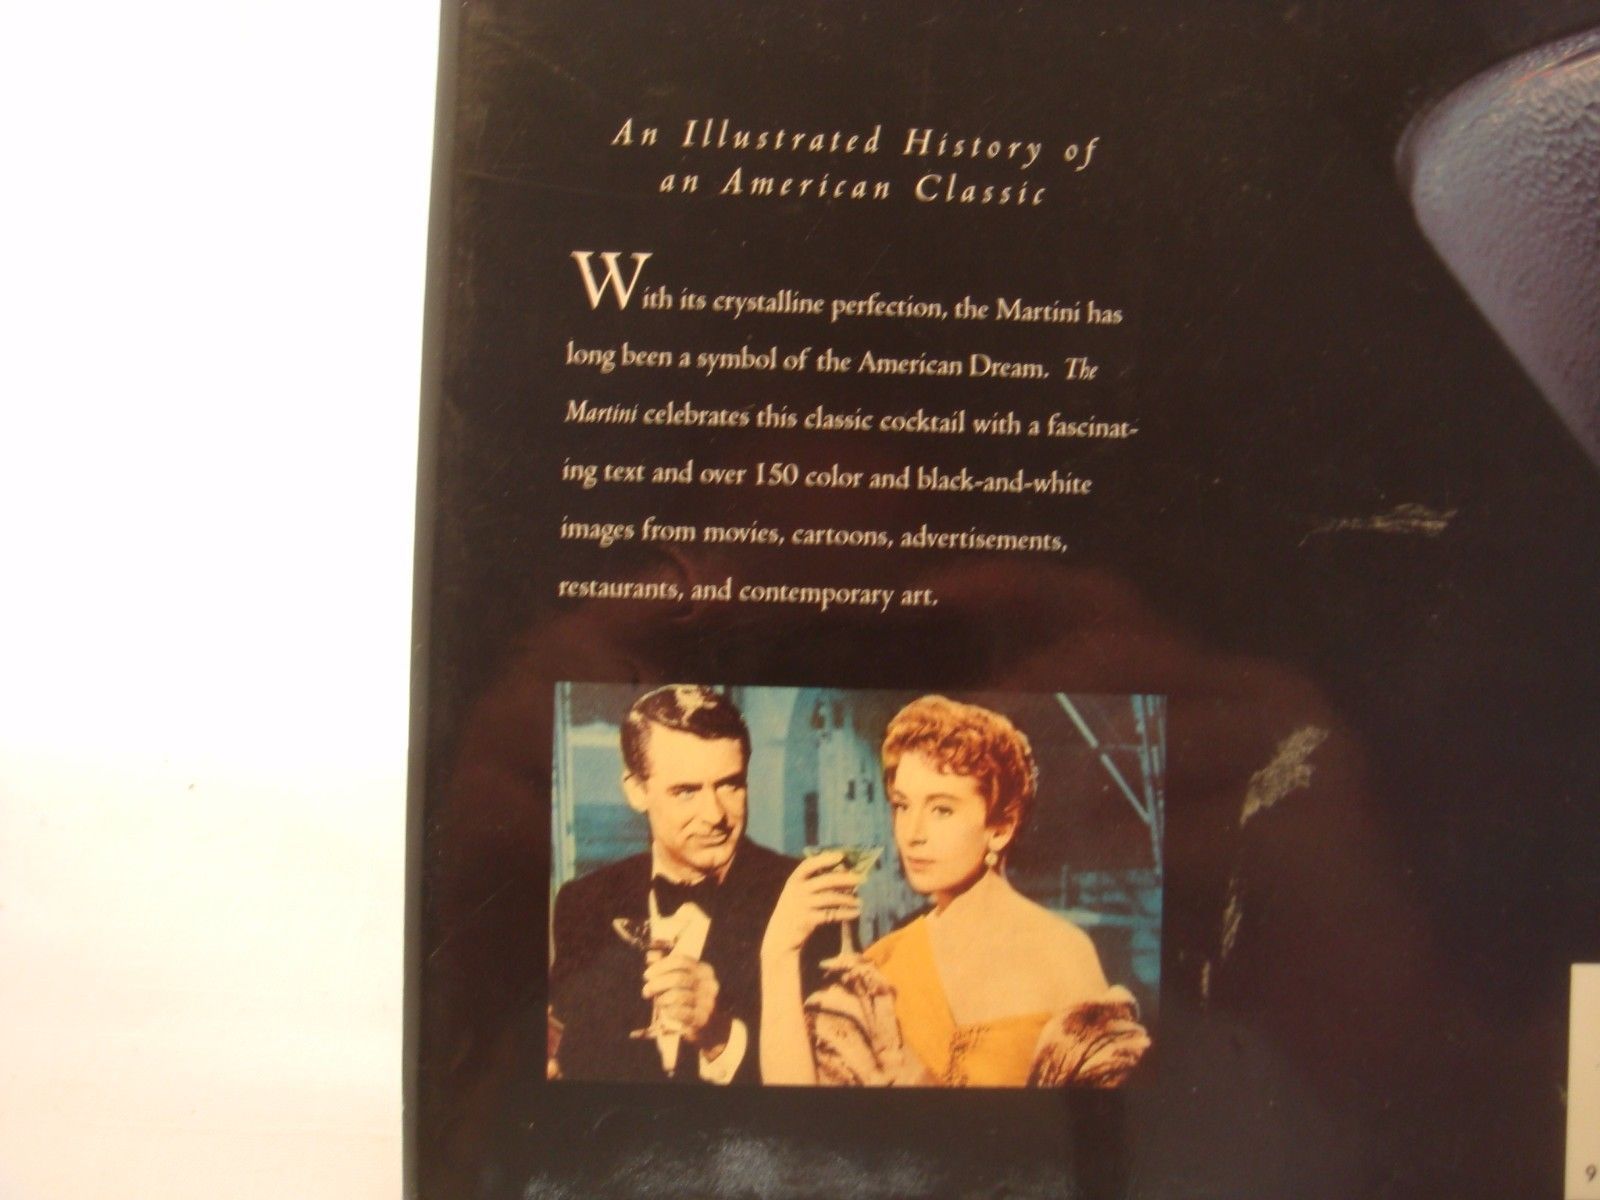 An Illustrated History of
an American Classic
With its crystalline perfection, the Martini has
long been a symbol of the American Dream. The
Martini celebrates this classic cocktail with a fascinat-
ing text and over 150 color and black-and-white
images from movies, cartoons, advertisements,
restaurants, and contemporary art.
9